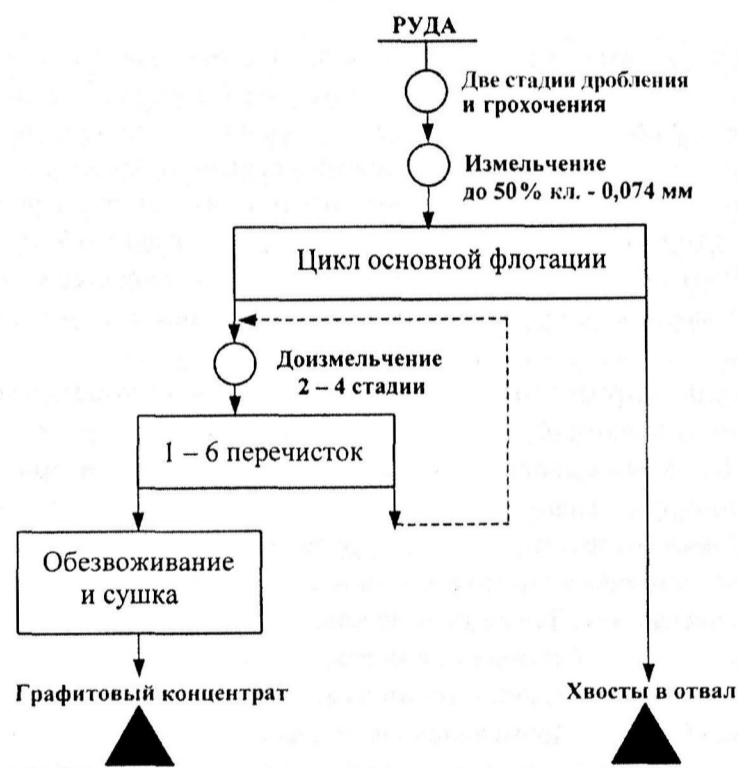 РУДА
Две стадии дробления
и грохочения
Измельчение
до 50% кл. - 0,074 мм
Цикл основной флотации
Доизмельчение
2 – 4 стадии
1 – 6 перечисток
Обезвоживание
и сушка
Графитовый концентрат
Хвосты в отвал